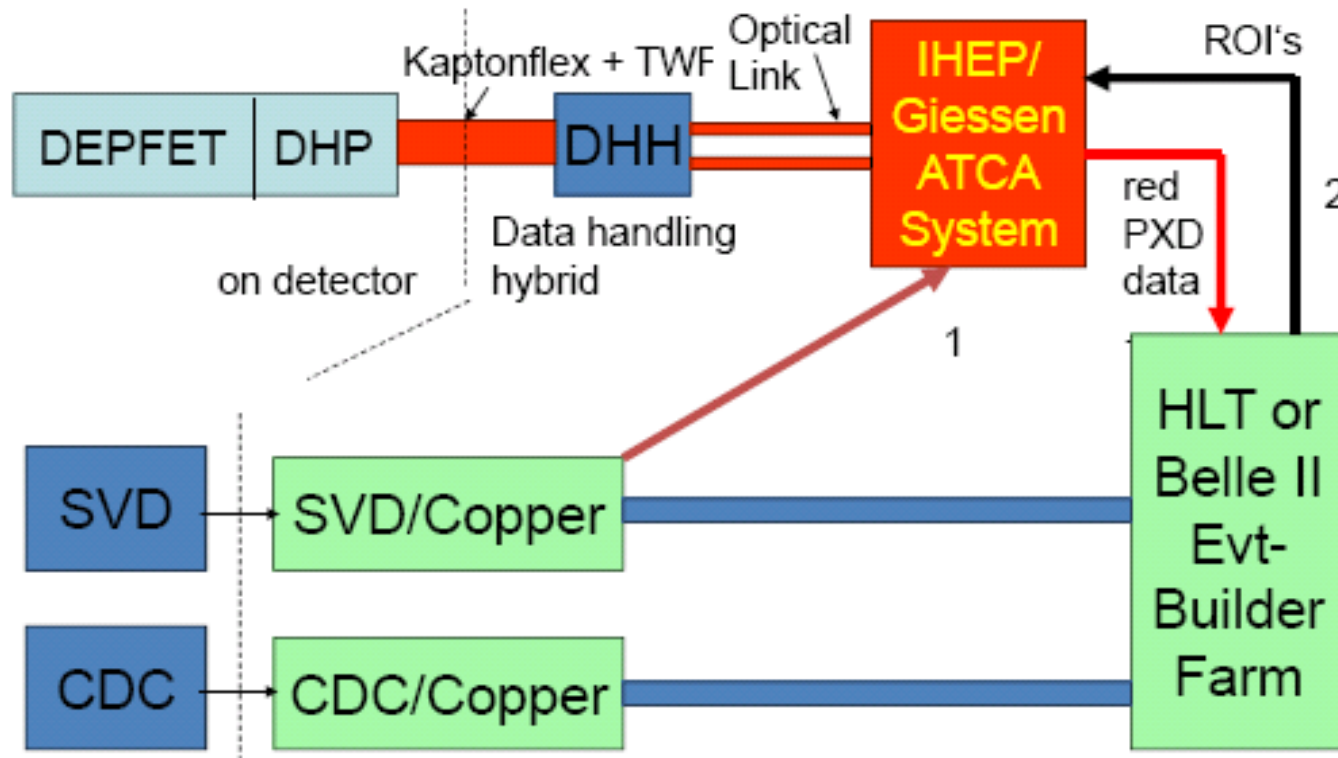 Kaptonflex + TWF
Optical
Link
IHEP/
Giessen
ATCA
System
ROI's
DEPFET
DHP
DHH
red
PXD
data
2
Data handling
hybrid
on detector
1
HLT or
Belle II
Evt-
Builder
Farm
SVD
SVD/Copper
CDC
CDC/Copper